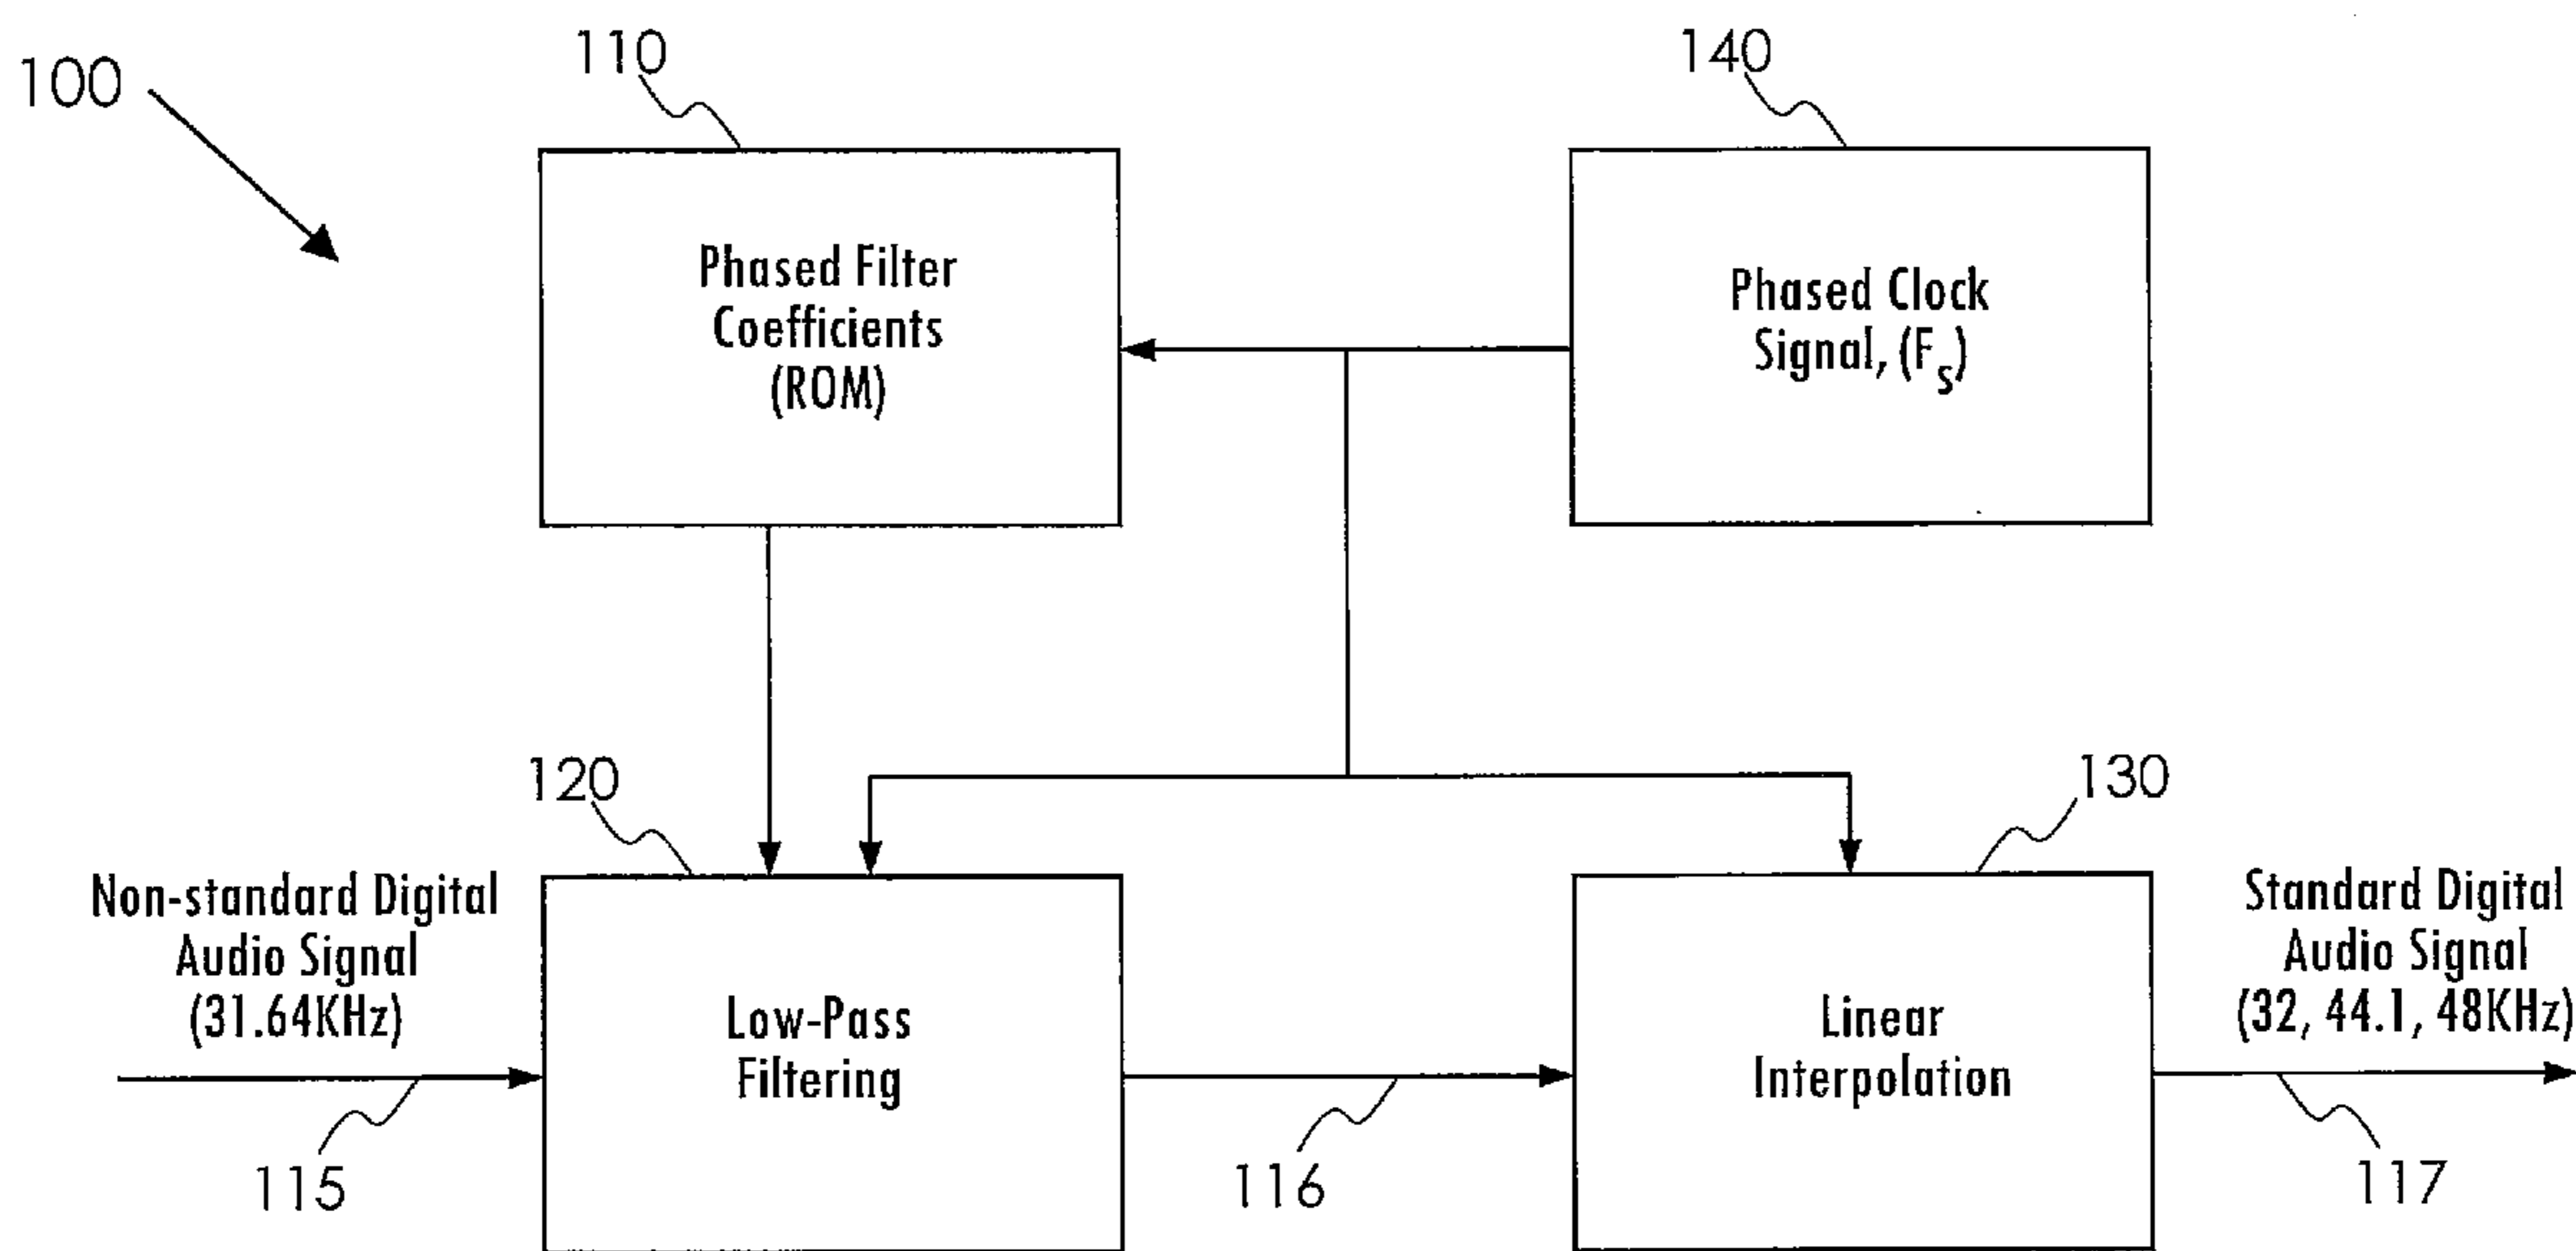 100
110
140
Phased Filter
Coefficients
(ROM)
Phased Clock
Signal, (Fs)
120
130
Non-standard Digital
Audio Signal
(31.64KHz)
Low-Pass
Filtering
Linear
Interpolation
Standard Digital
Audio Signal
(32, 44.1, 48KHz)
115
116
117